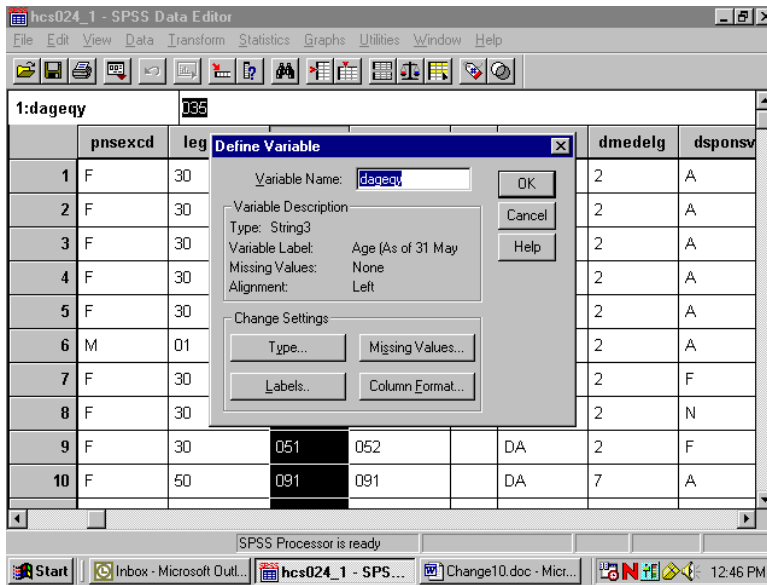 hcs024_1 - SPSS Data Editor
File Edit View Data Transform Statistics Graphs Utilities Window Help
1:dageqy 035
pnsexcd leg dmedelg dsponsv
1 F 30 2 A
2 F 30 2 A
3 F 30 2 A
4 F 30 2 A
5 F 30 2 A
6 M 01 2 A
7 F 30 2 F
8 F 30 2 N
9 F 30 051 052 DA 2 F
10 F 50 091 091 DA 7 A
Define Variable
Variable Name: dageqy
OK
Variable Description
Cancel
Type: String3
Variable Label: Age (As of 31 May
Help
Missing Values: None
Alignment: Left
Change Settings
Type... Missing Values...
Labels.. Column Format...
SPSS Processor is ready
Start Inbox - Microsoft Outl... hcs024_1 - SPS... Change10.doc - Micr... 12:46 PM